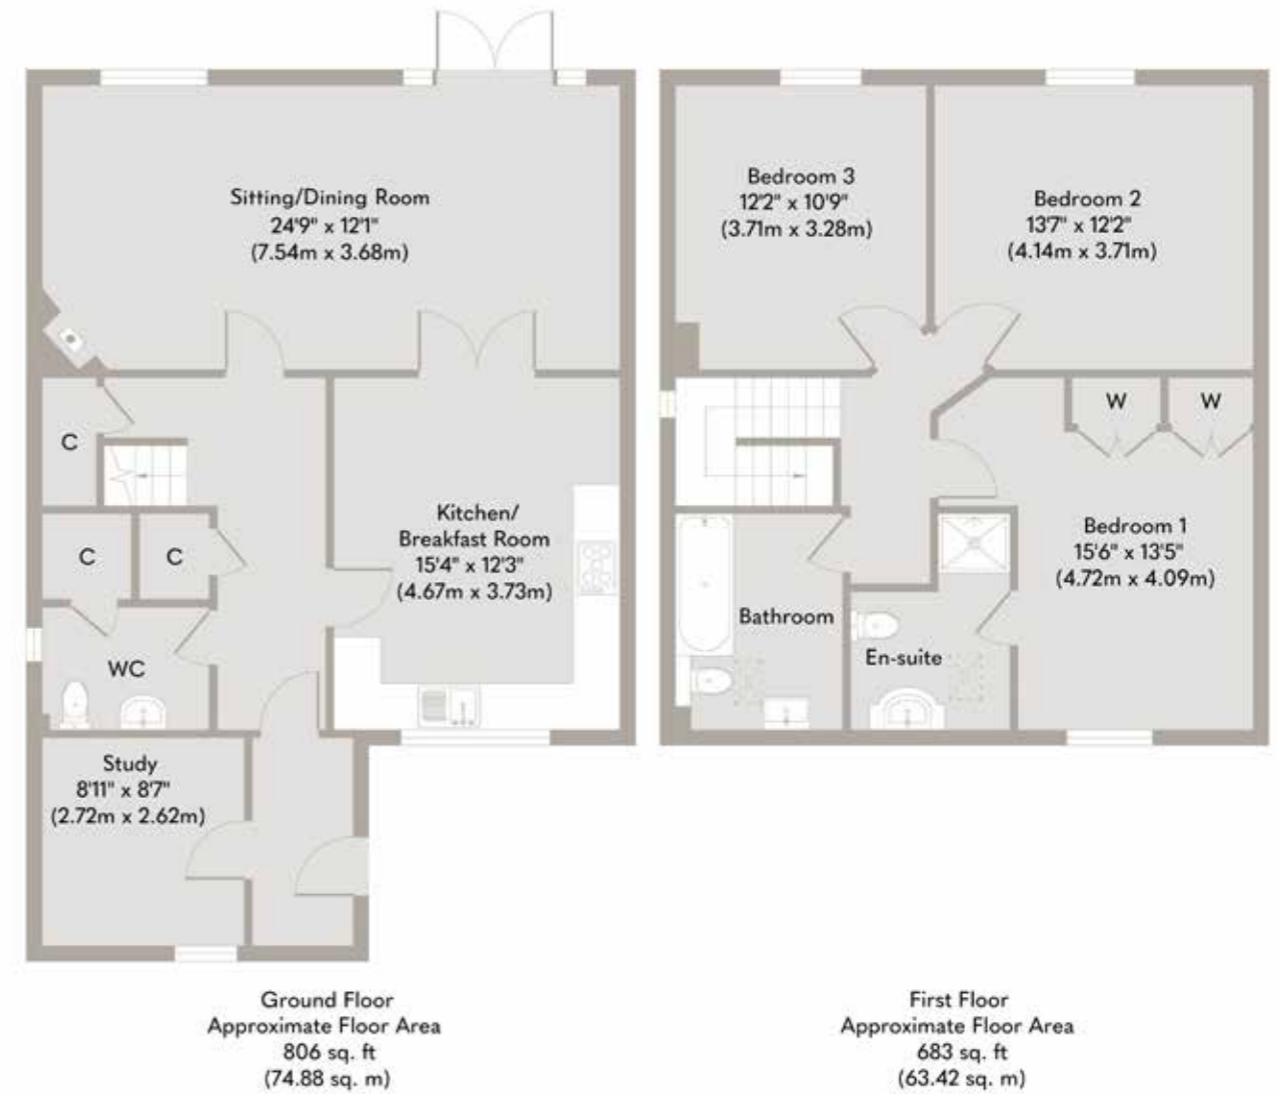 Sitting/Dining Room
24'9" x 12'1"
(7.54m x 3.68m)
C
C
C
WC
Kitchen/
Breakfast Room
15'4" x 12'3"
(4.67m x 3.73m)
Study
8'11" x 8'7"
(2.72m x 2.62m)
Ground Floor
Approximate Floor Area
806 sq. ft
(74.88 sq. m)
Bedroom 3
12'2" x 10'9"
(3.71m x 3.28m)
Bedroom 2
13'7" x 12'2"
(4.14m x 3.71m)
W
W
Bedroom 1
15'6" x 13'5"
(4.72m x 4.09m)
Bathroom
En-suite
First Floor
Approximate Floor Area
683 sq. ft
(63.42 sq. m)